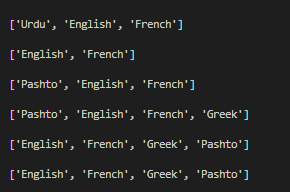 ['Urdu', 'English', 'French']
['English', 'French']
['Pashto', 'English', 'French']
['Pashto', 'English', 'French', 'Greek']
['English', 'French', 'Greek', 'Pashto']
['English', 'French', 'Greek', 'Pashto']